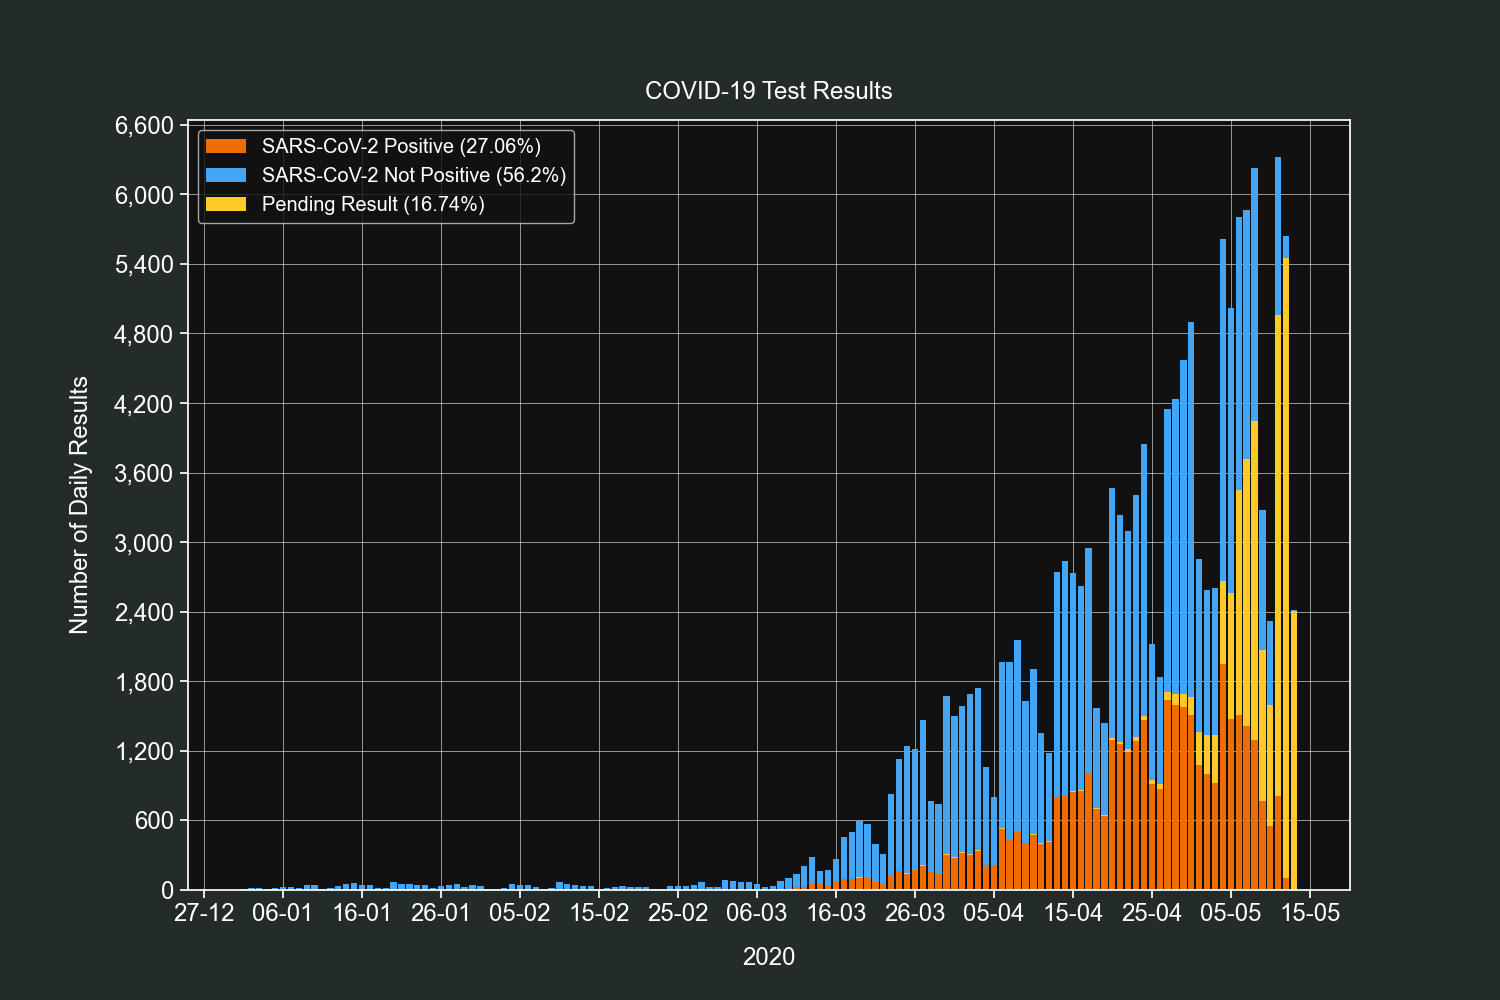 COVID-19 Test Results
SARS-CoV-2 Positive (27.06%)
SARS-CoV-2 Not Positive (56.2%)
Pending Result (16.74%)
Number of Daily Results
6,600
6,000
5,400
4,800
4,200
3,600
3,000
2,400
1,800
1,200
600
0
27-12 06-01 16-01 26-01 05-02 15-02 25-02 06-03 16-03 26-03 05-04 15-04 25-04 05-05 15-05
2020